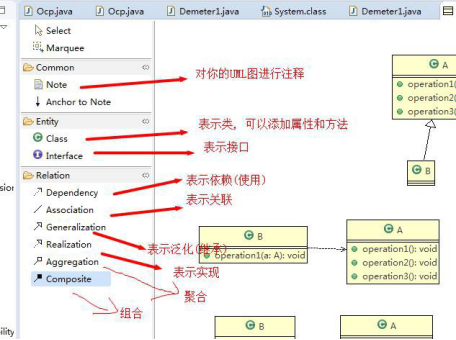 Ocp.java
Ocp.java
Demeter1.java
System.class
Demeter1.java
Select
Marquee
Common
Note
Anchor to Note
Entity
Class
Interface
Relation
Dependency
Association
Generalization
Realization
Aggregation
Composite
对你的UML图进行注释
表示类, 可以添加属性和方法
表示接口
表示依赖(使用)
表示关联
表示泛化(继承)
表示实现
聚合
组合
A
operation1(
operation2(
operation3(
B
B
operation1(a: A): void
A
operation1(): void
operation2(): void
operation3(): void
B
A